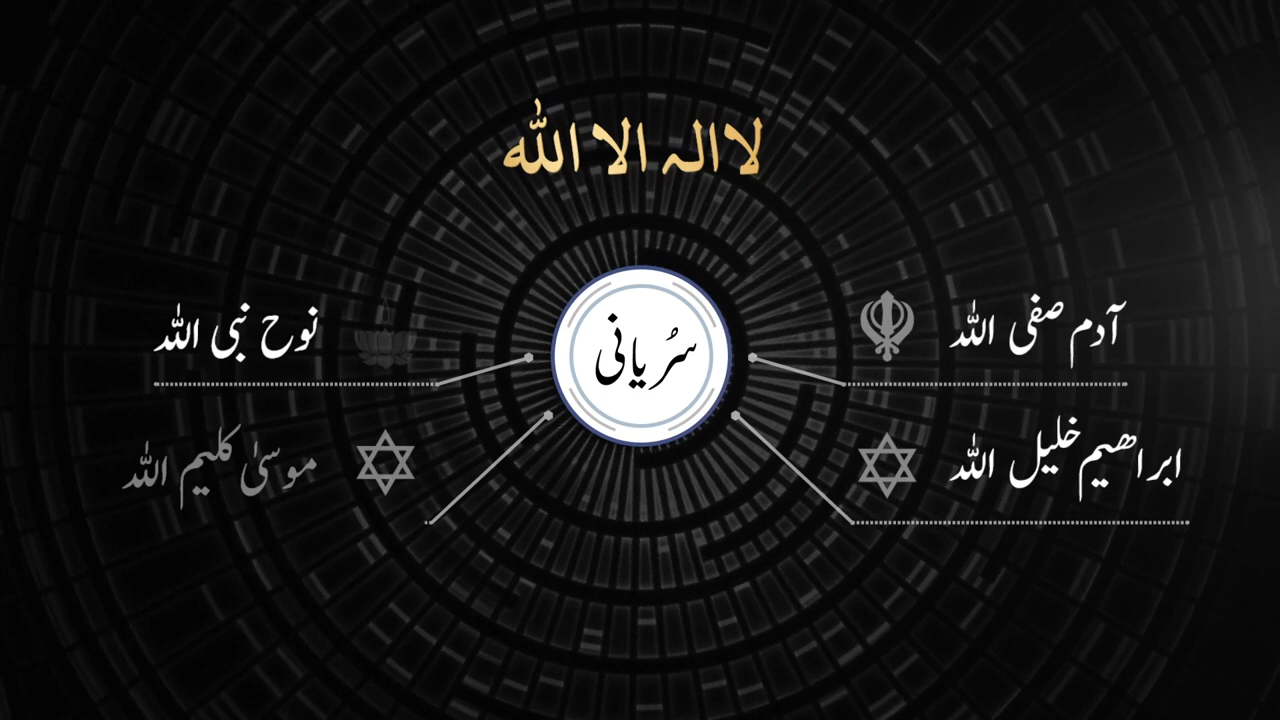 لا الہ الا اللہ
سُریانی
آدم صفی اللہ
نوح نبی اللہ
ابراھیم خلیل اللہ
موسیٰ کلیم اللہ